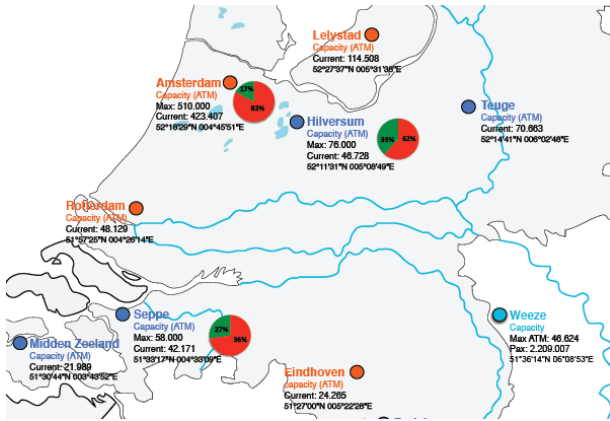 Lelystad
Capacity (ATM)
Current: 114.508
52°27'37"N 005°31'38"E
Amsterdam
Capacity (ATM)
Max: 510.000
Current: 423.407
52°18'29"N 004°45'51"E
17%
83%
Hilversum
Capacity (ATM)
Max: 76.000
Current: 46.728
52°11'31"N 005°08'49"E
39%
62%
Teuge
Capacity (ATM)
Current: 70.663
52°14'41"N 006°02'48"E
Rotterdam
Capacity (ATM)
Current: 48.129
51°57'25"N 004°26'14"E
Seppe
Capacity (ATM)
Max: 58.000
Current: 42.171
51°33'17"N 004°33'09"E
27%
36%
Weeze
Capacity
Max ATM: 46.624
Pax: 2.209.007
51°36'14"N 06°08'53"E
Midden Zeeland
Capacity (ATM)
Current: 21.989
51°30'44"N 003°43'52"E
Eindhoven
capacity (ATM)
Current: 24.265
51°27'00"N 005°22'28"E